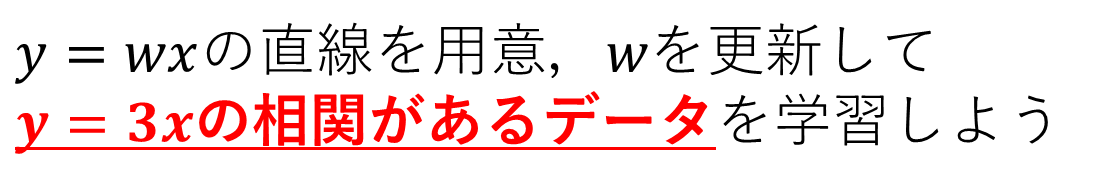 y = wxの直線を用意，wを更新して
y = 3xの相関があるデータを学習しよう